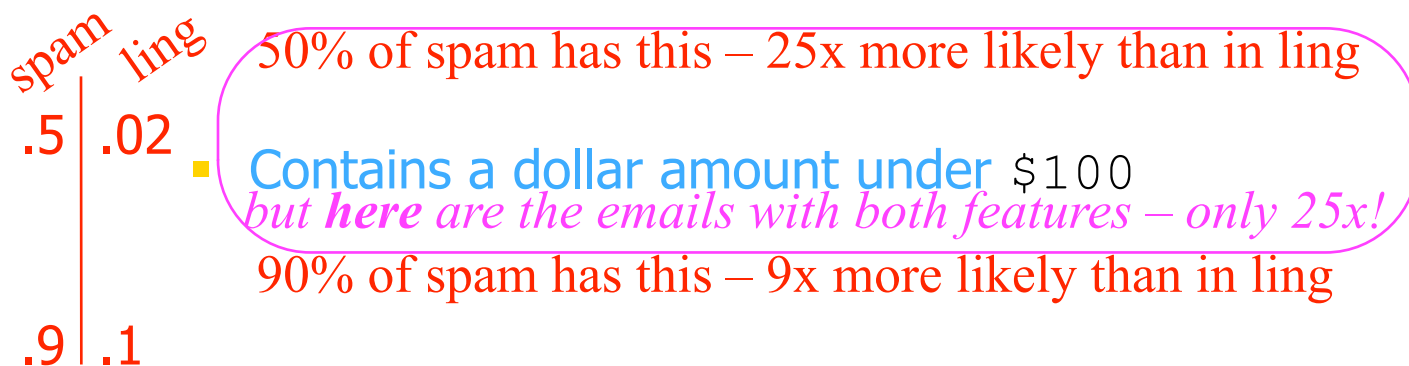 spam ling
50% of spam has this – 25x more likely than in ling
.5 .02
Contains a dollar amount under $100
but here are the emails with both features – only 25x!
90% of spam has this – 9x more likely than in ling
.9 .1